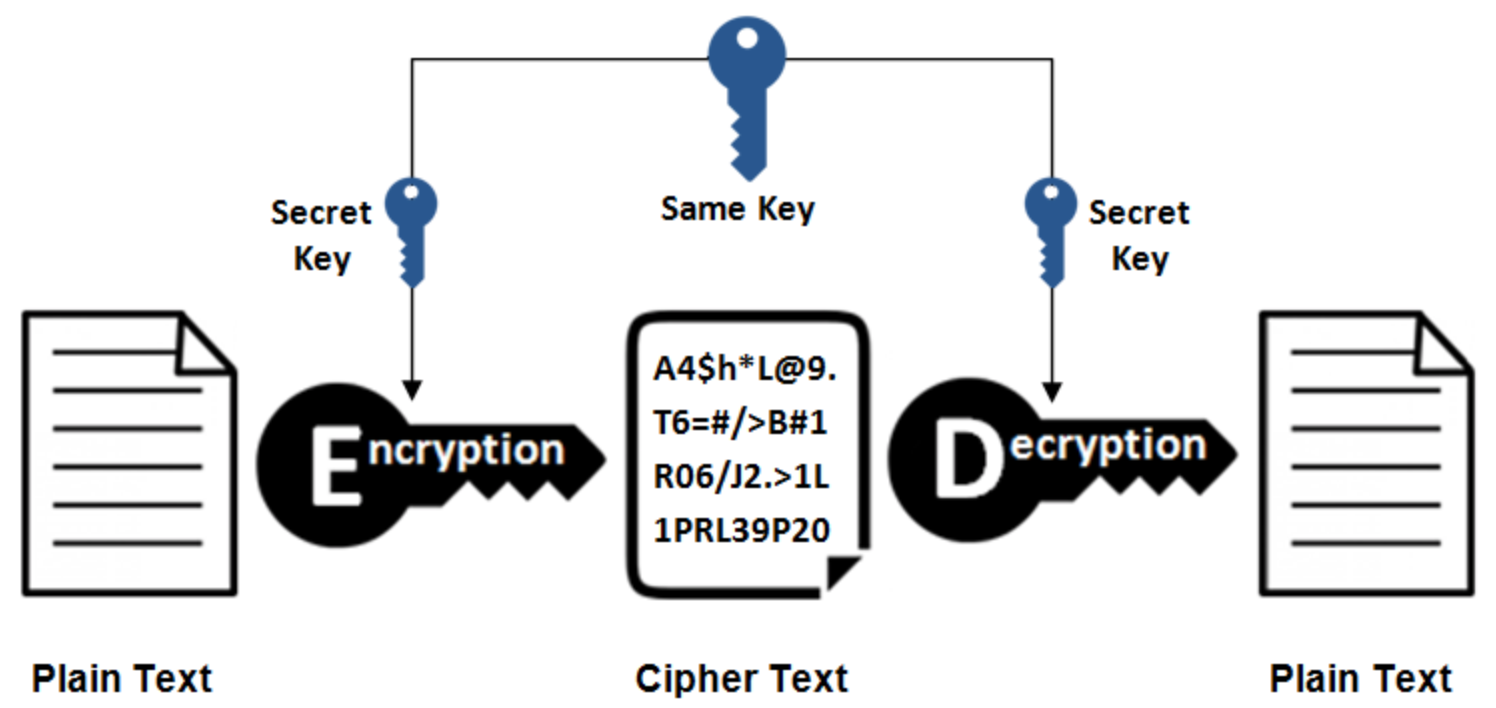 Same Key
Secret
Key
Secret
Key
Encryption
A4$h*L@9.
T6=#/>B#1
R06/J2.>1L
1PRL39P20
Decryption
Plain Text
Cipher Text
Plain Text